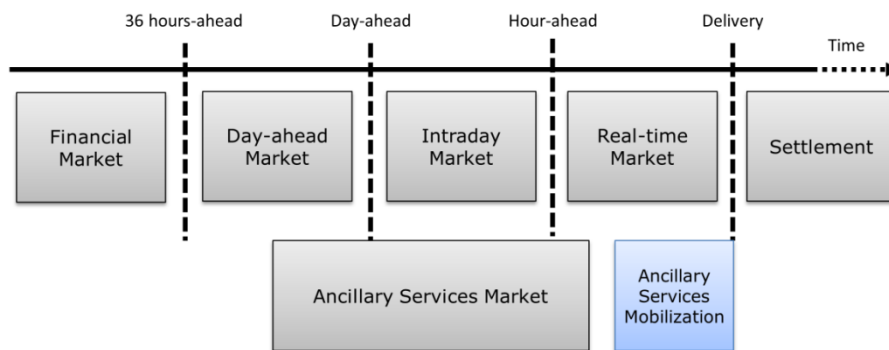 36 hours-ahead
Day-ahead
Hour-ahead
Delivery
Time
Financial
Market
Day-ahead
Market
Intraday
Market
Real-time
Market
Settlement
Ancillary Services Market
Ancillary
Services
Mobilization